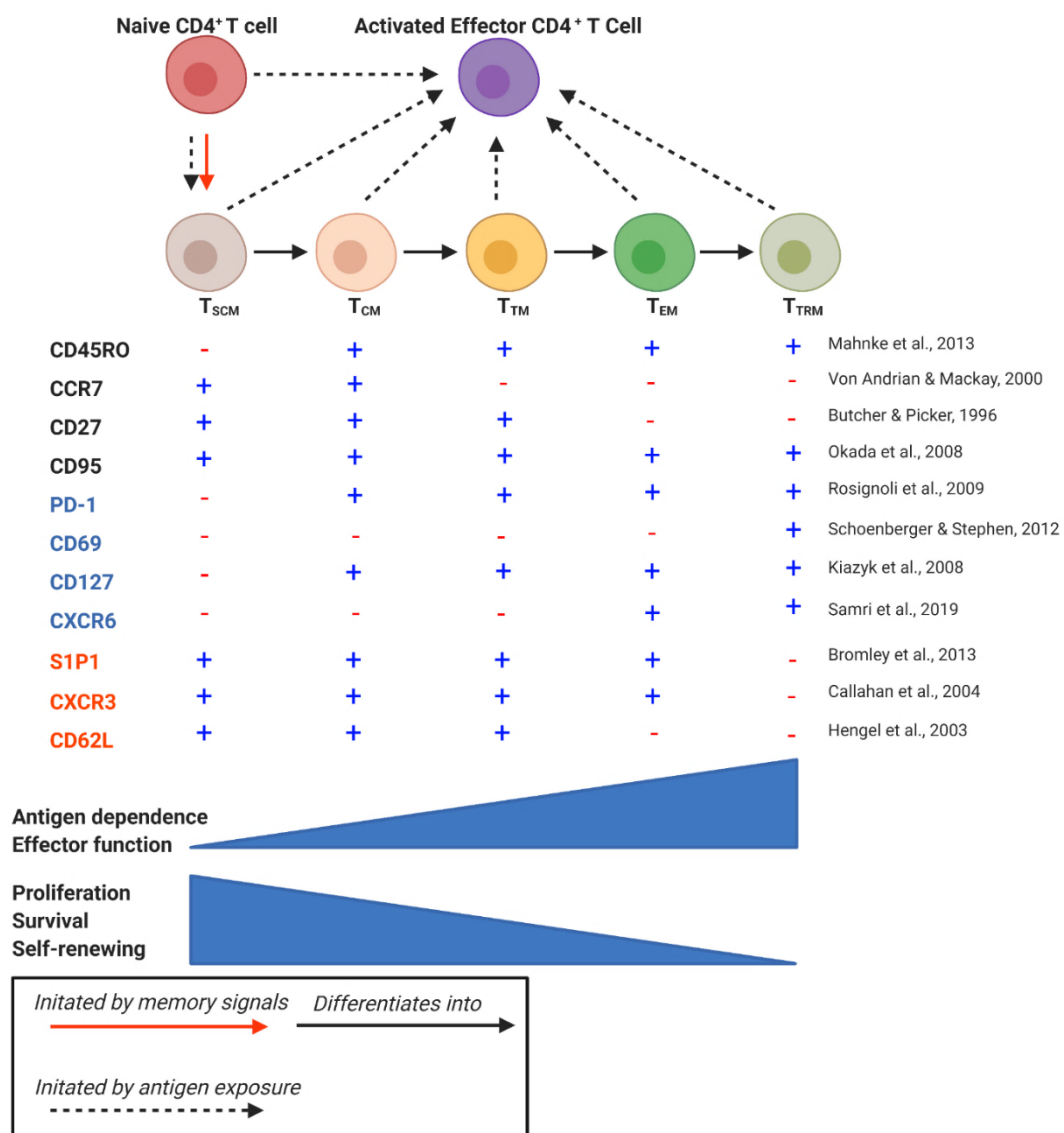 Naive CD4⁺ T cell
Activated Effector CD4⁺ T Cell
TSCM TCM TTM TEM TTRM
CD45RO - + + + + Mahnke et al., 2013
CCR7 + + - - - Von Andrian & Mackay, 2000
CD27 + + + - - Butcher & Picker, 1996
CD95 + + + + + Okada et al., 2008
PD-1 - + + + + Rosignoli et al., 2009
CD69 - - - - + Schoenberger & Stephen, 2012
CD127 - + + + + Kiazyk et al., 2008
CXCR6 - - - + + Samri et al., 2019
S1P1 + + + + - Bromley et al., 2013
CXCR3 + + + + - Callahan et al., 2004
CD62L + + + - - Hengel et al., 2003
Antigen dependence
Effector function
Proliferation
Survival
Self-renewing
Initated by memory signals
Differentiates into
Initated by antigen exposure